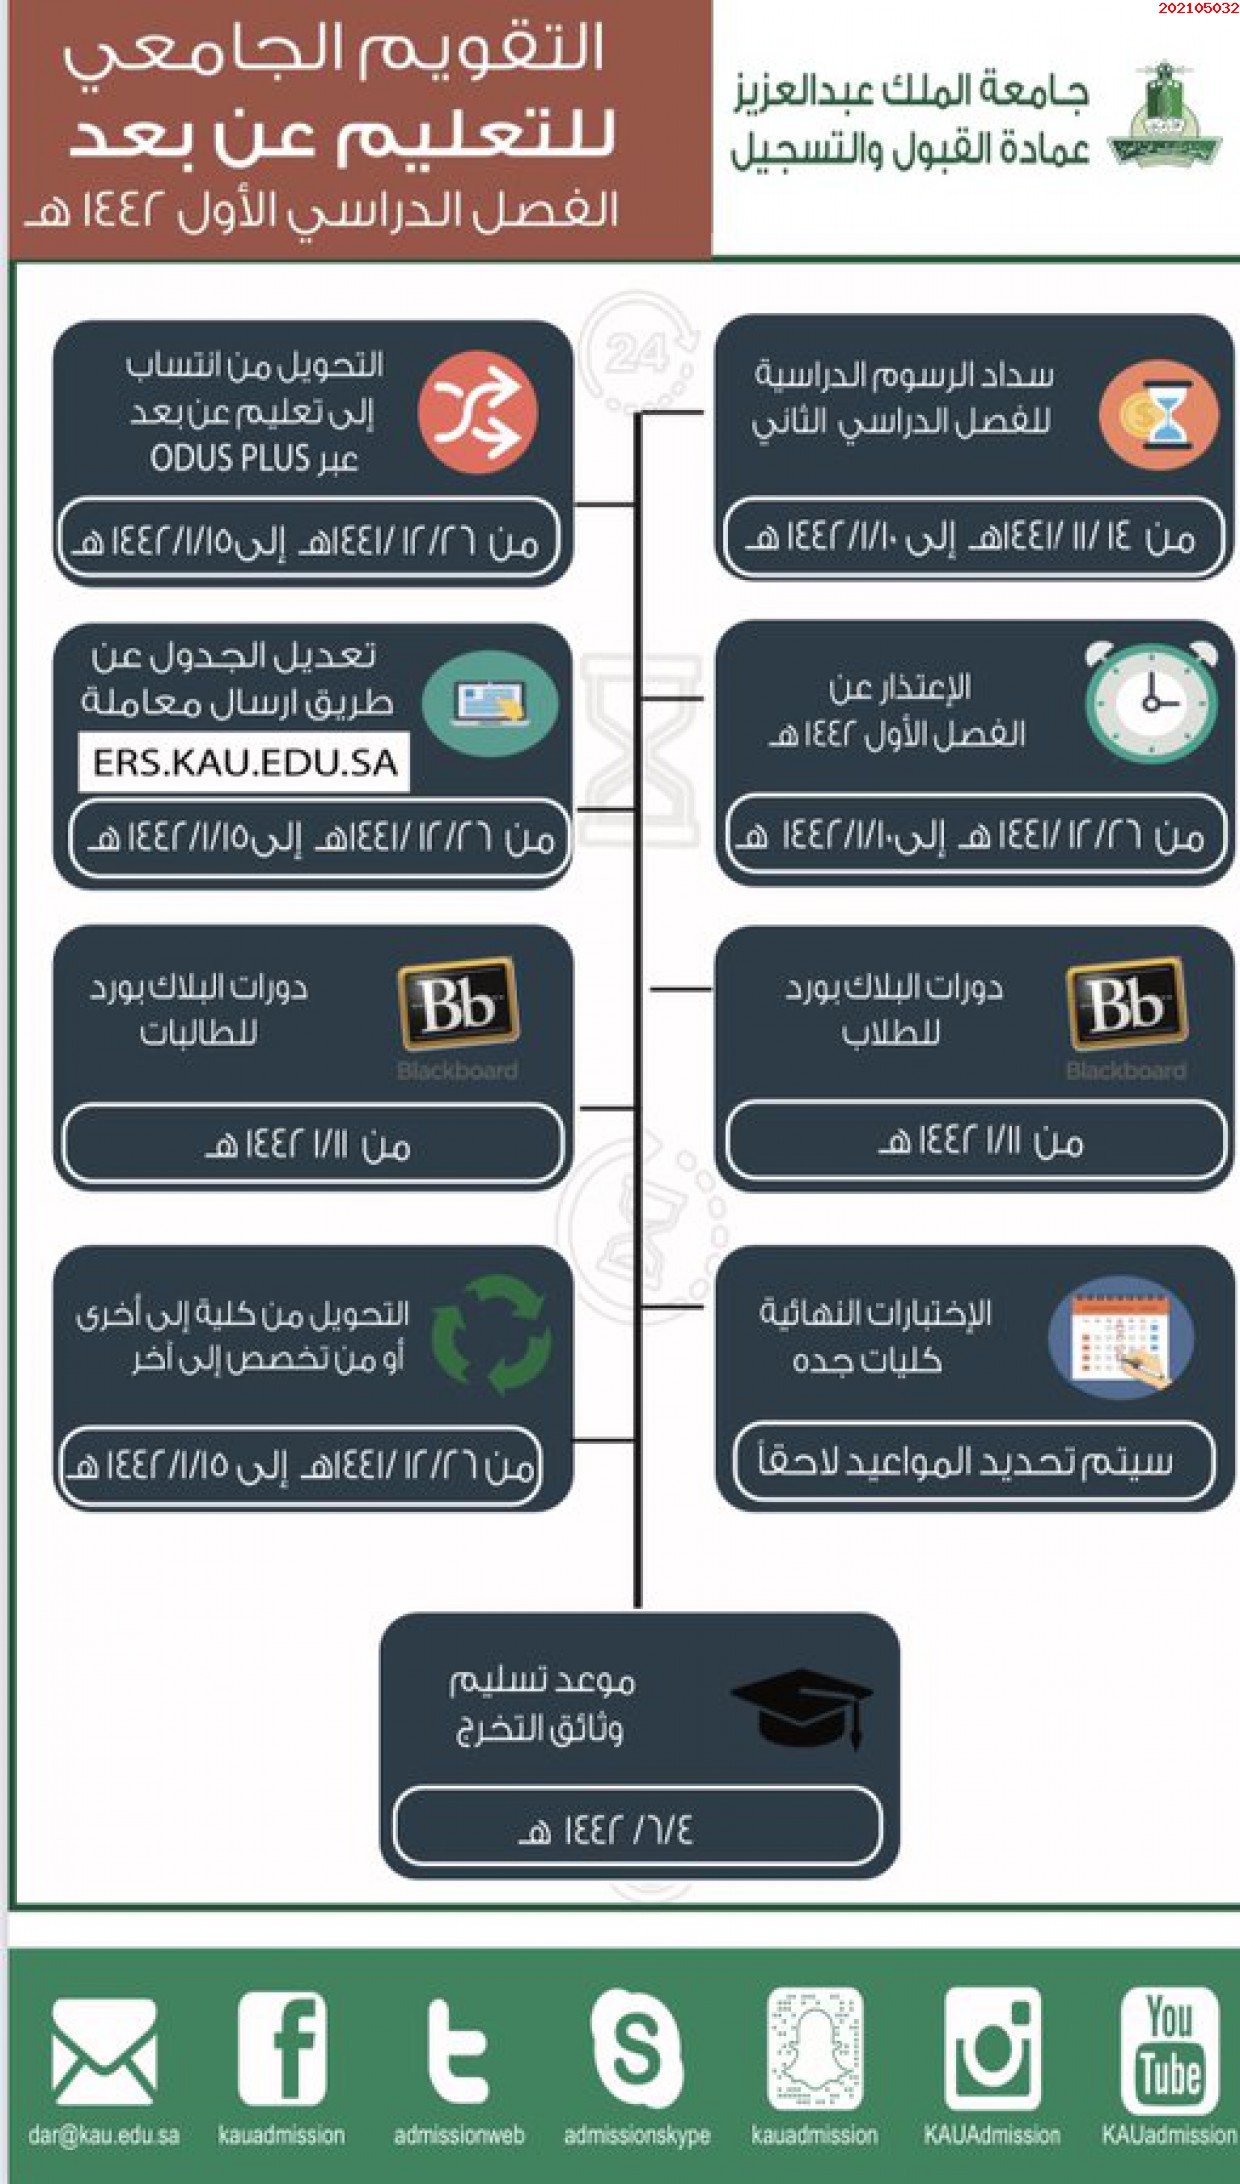 202105032
جامعة الملك عبدالعزيز
عمادة القبول والتسجيل
التقويم الجامعي
للتعليم عن بعد
الفصل الدراسي الأول ١٤٤٢ هـ
24
سداد الرسوم الدراسية
للفصل الدراسي الثاني
من ١٤ /١١ /١٤٤١هـ إلى ١٤٤٢/١/١٠ هـ
التحويل من انتساب
إلى تعليم عن بعد
عبر ODUS PLUS
من ١٢/٢٦ /١٤٤١هـ إلى١٤٤٢/١/١٥ هـ
الإعتذار عن
الفصل الأول ١٤٤٢ هـ
من ١٢/٢٦ /١٤٤١ هـ إلى١٤٤٢/١/١٠ هـ
تعديل الجدول عن
طريق ارسال معاملة
ERS.KAU.EDU.SA
من ١٢/٢٦ /١٤٤١هـ إلى١٤٤٢/١/١٥ هـ
Bb
Blackboard
دورات البلاك بورد
للطلاب
من ١/١١ ١٤٤٢ هـ
Bb
Blackboard
دورات البلاك بورد
للطالبات
من ١/١١ ١٤٤٢ هـ
الإختبارات النهائية
كليات جده
سيتم تحديد المواعيد لاحقاً
التحويل من كلية إلى أخرى
أو من تخصص إلى آخر
من ١٢/٢٦ /١٤٤١هـ إلى ١٤٤٢/١/١٥ هـ
موعد تسليم
وثائق التخرج
٦/٤/ ١٤٤٢ هـ
You
Tube
dar@kau.edu.sa kauadmission admissionweb admissionskype kauadmission KAUAdmission KAUadmission